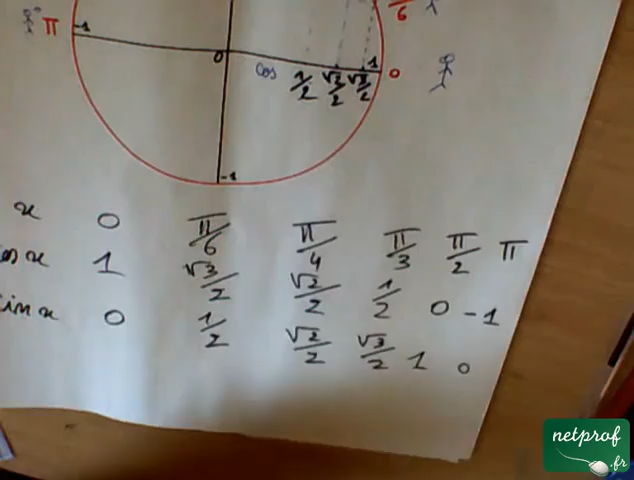 π/6
π -1
0 cos 1/2 √2/2 √3/2 1 0
-1
x 0 π/6 π/4 π/3 π/2 π
cos x 1 √3/2 √2/2 1/2 0 -1
sin x 0 1/2 √2/2 √3/2 1 0
netprof
.fr